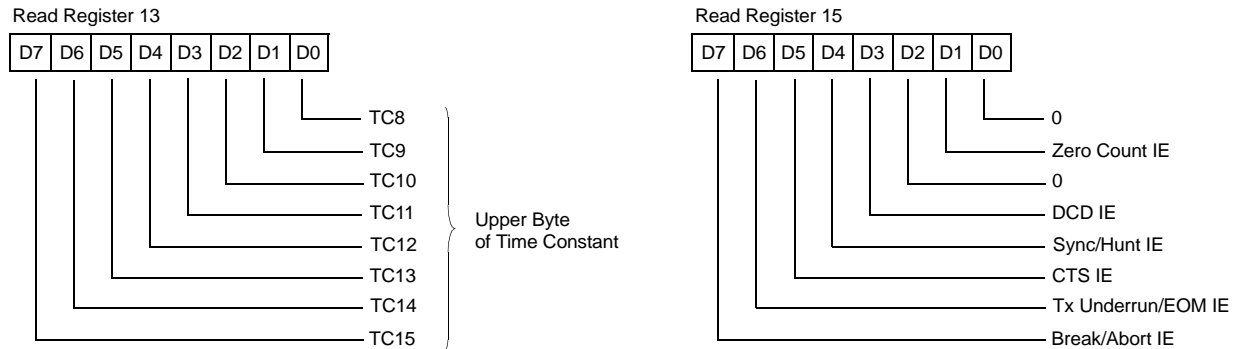 Read Register 13
D7 D6 D5 D4 D3 D2 D1 D0
TC8
TC9
TC10
TC11
TC12
TC13
TC14
TC15
Upper Byte
of Time Constant
Read Register 15
D7 D6 D5 D4 D3 D2 D1 D0
0
Zero Count IE
0
DCD IE
Sync/Hunt IE
CTS IE
Tx Underrun/EOM IE
Break/Abort IE